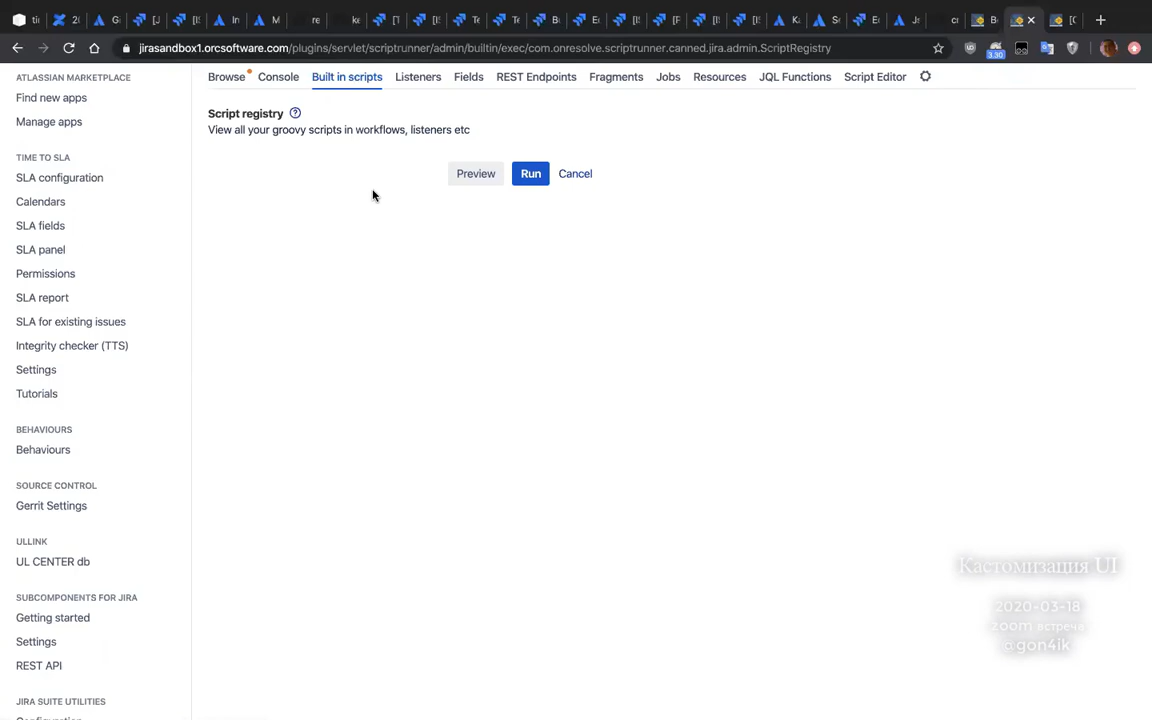 jirasandbox1.orcsoftware.com/plugins/servlet/scriptrunner/admin/builtin/exec/com.onresolve.scriptrunner.canned.jira.admin.ScriptRegistry
3.30
ATLASSIAN MARKETPLACE
Find new apps
Manage apps
TIME TO SLA
SLA configuration
Calendars
SLA fields
SLA panel
Permissions
SLA report
SLA for existing issues
Integrity checker (TTS)
Settings
Tutorials
BEHAVIOURS
Behaviours
SOURCE CONTROL
Gerrit Settings
ULLINK
UL CENTER db
SUBCOMPONENTS FOR JIRA
Getting started
Settings
REST API
JIRA SUITE UTILITIES
Browse Console Built in scripts Listeners Fields REST Endpoints Fragments Jobs Resources JQL Functions Script Editor
Script registry
View all your groovy scripts in workflows, listeners etc
Preview Run Cancel
Кастомизация UI
2020-03-18
zoom встреча
@gon4ik